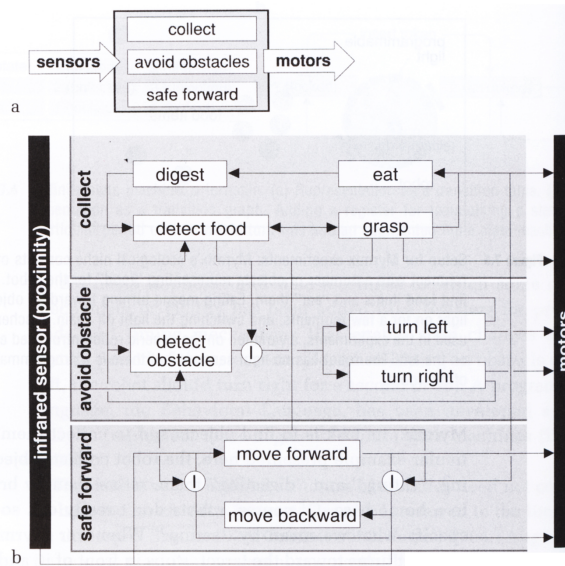 collect
sensors
avoid obstacles
motors
safe forward
a
collect
digest
eat
detect food
grasp
infrared sensor (proximity)
avoid obstacle
detect
obstacle
I
turn left
turn right
motors
safe forward
move forward
I
I
move backward
b